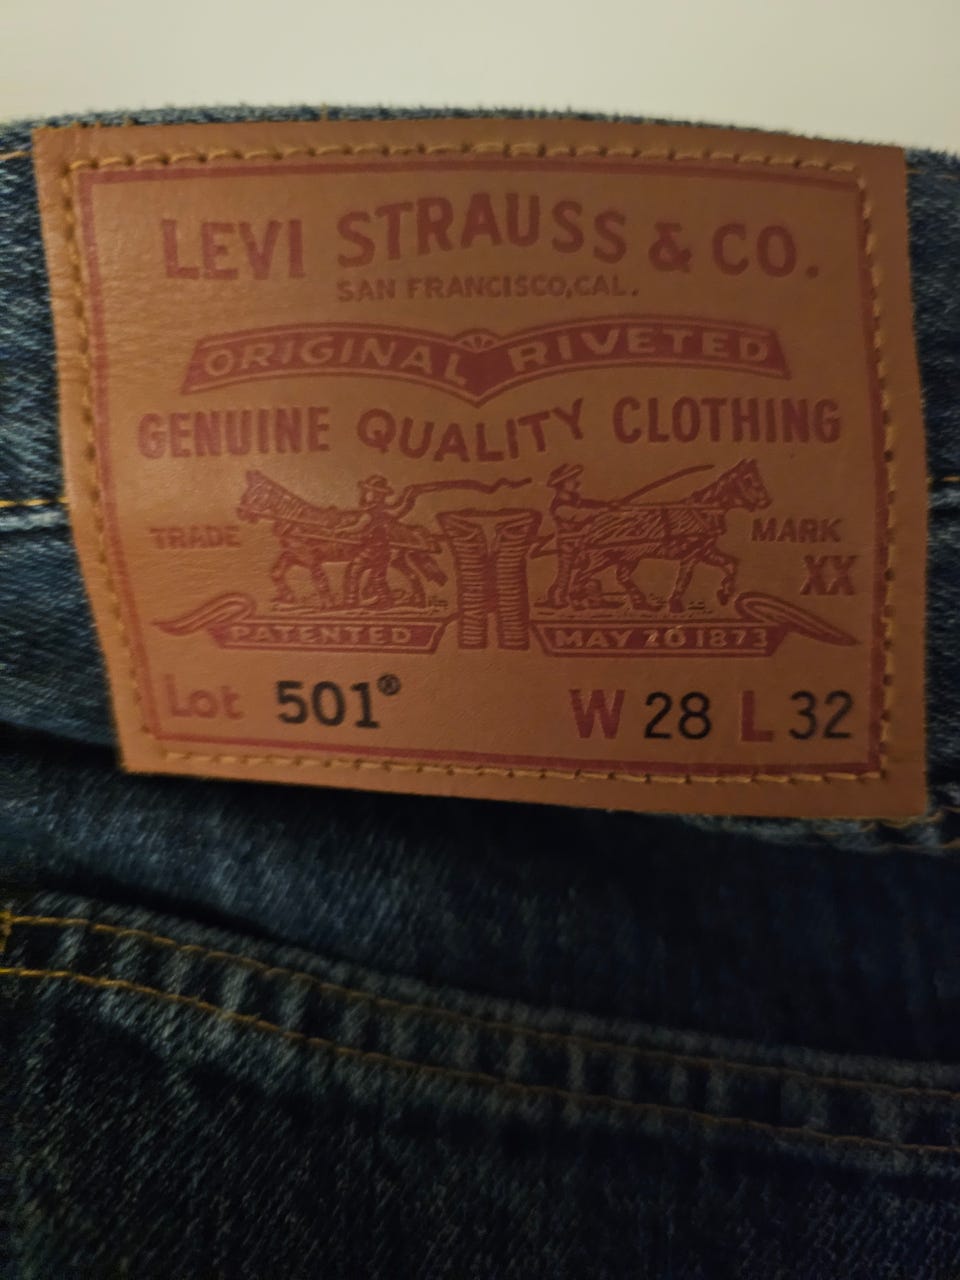 LEVI STRAUSS & CO.
SAN FRANCISCO, CAL.
ORIGINAL RIVETED
GENUINE QUALITY CLOTHING
TRADE MARK
XX
PATENTED MAY 20 1873
Lot 501® W 28 L 32